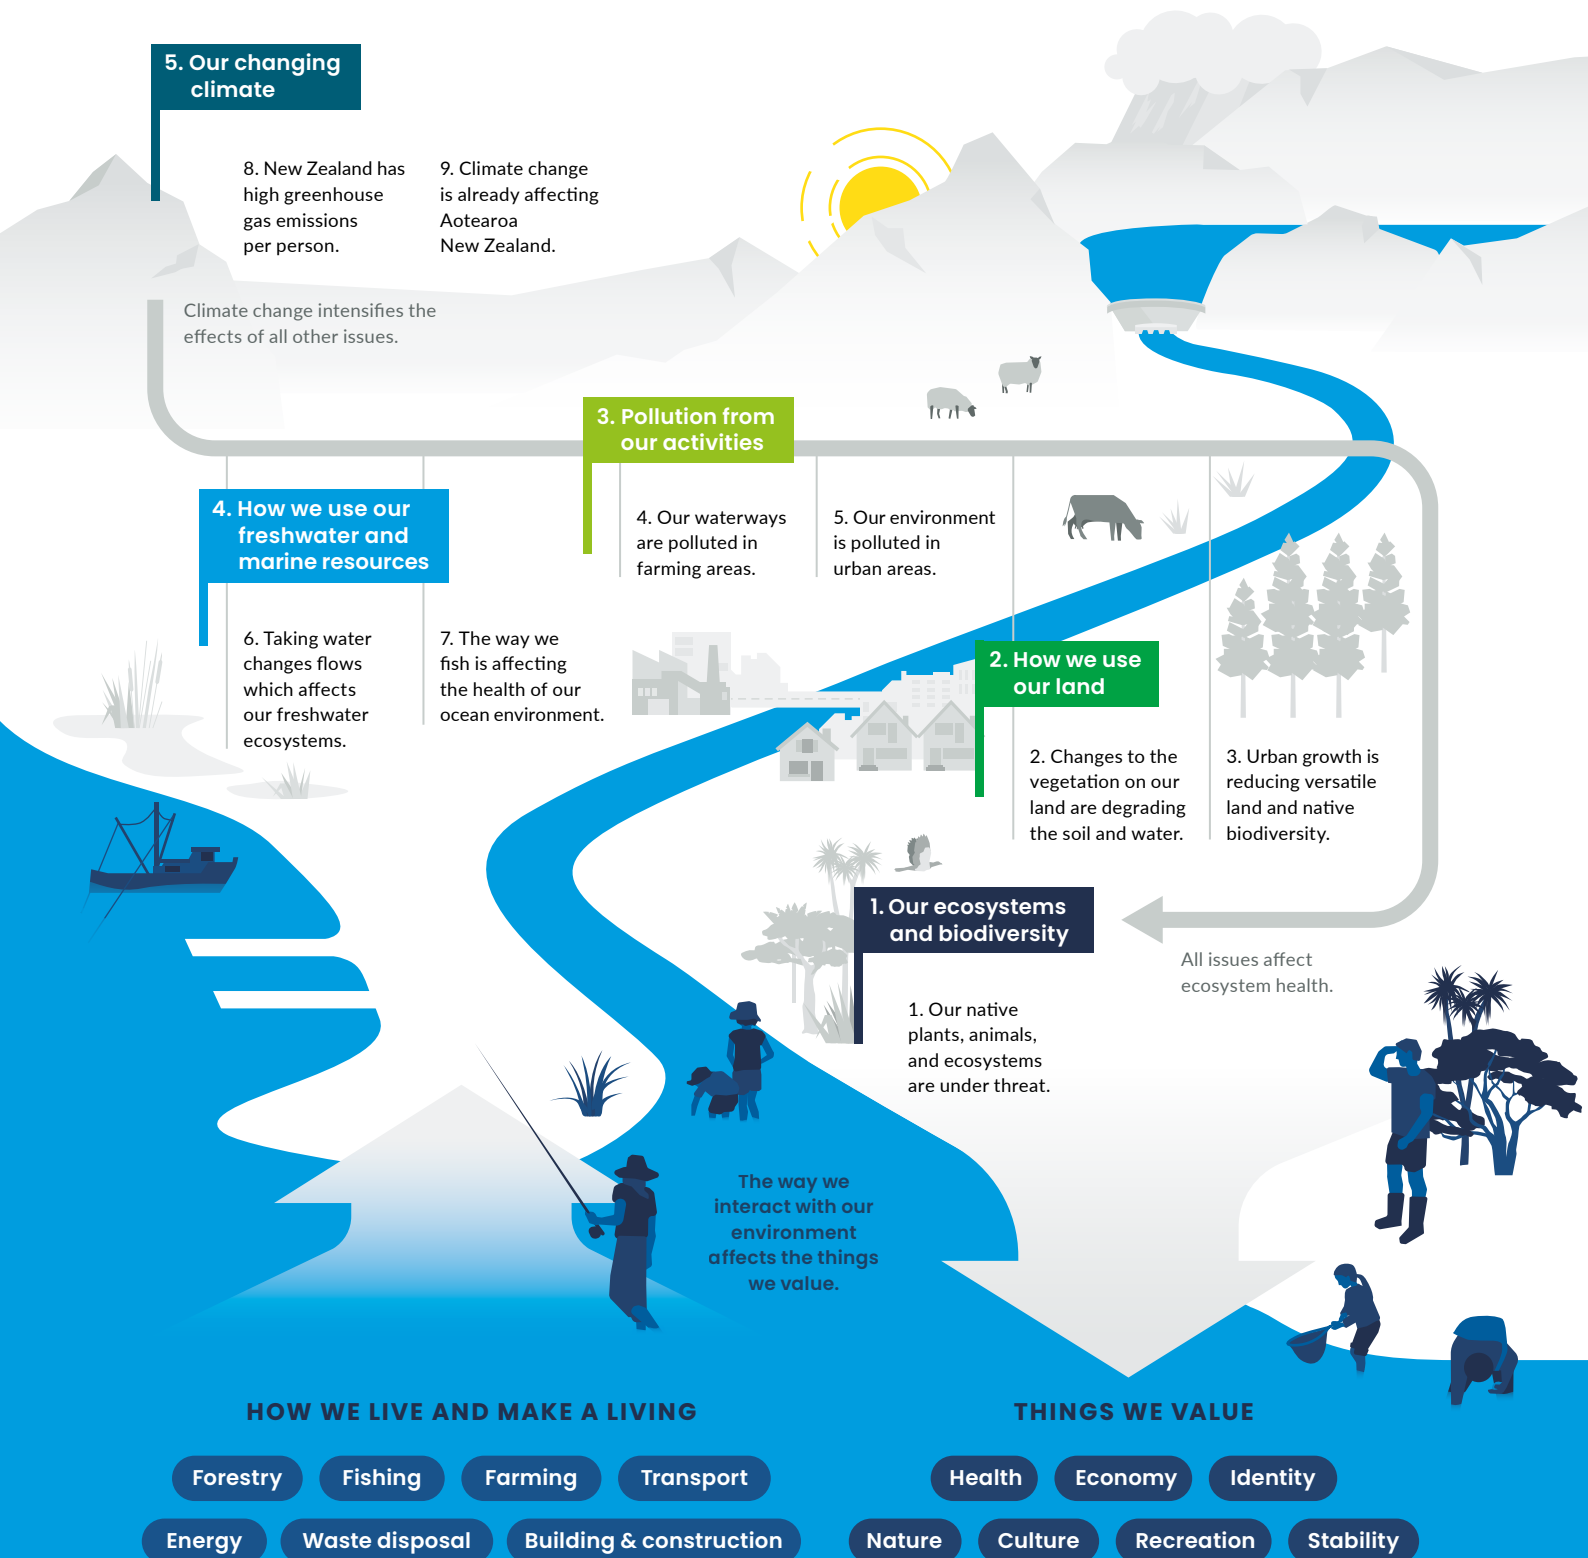 5. Our changing
climate
8. New Zealand has
high greenhouse
gas emissions
per person.
9. Climate change
is already affecting
Aotearoa
New Zealand.
Climate change intensifies the
effects of all other issues.
3. Pollution from
our activities
4. Our waterways
are polluted in
farming areas.
5. Our environment
is polluted in
urban areas.
4. How we use our
freshwater and
marine resources
6. Taking water
changes flows
which affects
our freshwater
ecosystems.
7. The way we
fish is affecting
the health of our
ocean environment.
2. How we use
our land
2. Changes to the
vegetation on our
land are degrading
the soil and water.
3. Urban growth is
reducing versatile
land and native
biodiversity.
1. Our ecosystems
and biodiversity
All issues affect
ecosystem health.
1. Our native
plants, animals,
and ecosystems
are under threat.
The way we
interact with our
environment
affects the things
we value.
HOW WE LIVE AND MAKE A LIVING
Forestry Fishing Farming Transport
Energy Waste disposal Building & construction
THINGS WE VALUE
Health Economy Identity
Nature Culture Recreation Stability